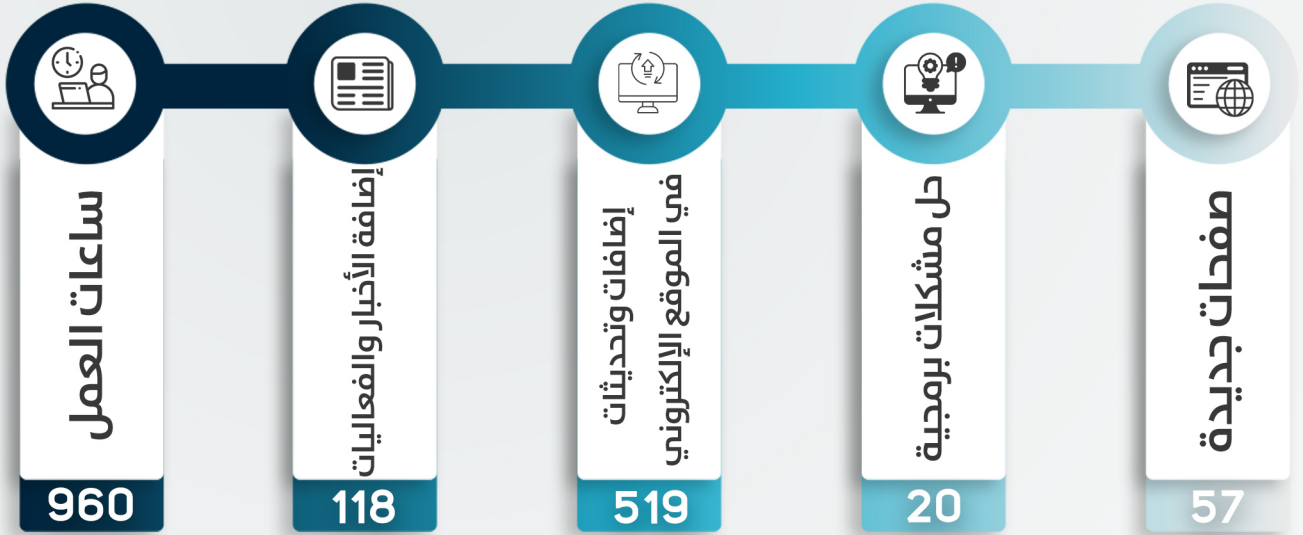 صفحات جديدة
57
حل مشكلات برمجية
20
إضافات وتحديثات
في الموقع الإلكتروني
519
إضافة الأخبار والفعاليات
118
ساعات العمل
960